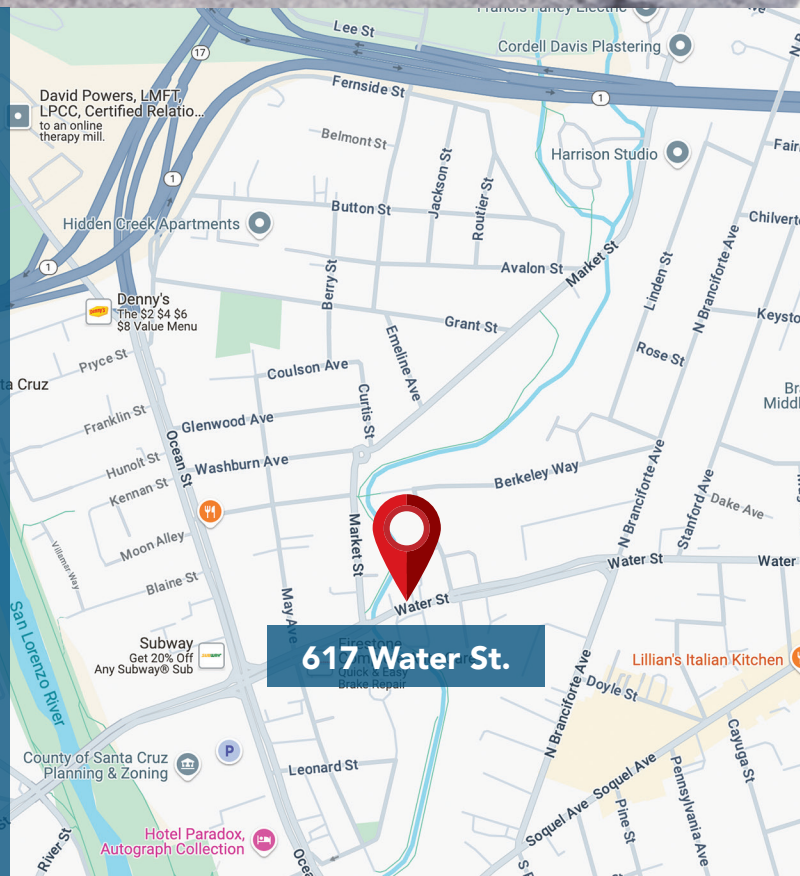 Francis Farley Electric
Lee St
Cordell Davis Plastering
17
Fernside St
1
David Powers, LMFT,
LPCC, Certified Relatio...
to an online
therapy mill.
Belmont St
Harrison Studio
Jackson St
Routier St
1
Button St
Hidden Creek Apartments
Linden St
N Branciforte Ave
Market St
Avalon St
1
Berry St
Denny's
The $2 $4 $6
$8 Value Menu
Grant St
Emeline Ave
Rose St
Pryce St
Coulson Ave
Curtis St
ta Cruz
Franklin St
Glenwood Ave
Ocean St
Washburn Ave
Hunolt St
Kennan St
Berkeley Way
N Branciforte Ave
Stanford Ave
Dake Ave
Moon Alley
Market St
Villamar Way
Blaine St
Water St
Water
May Ave
Water St
San Lorenzo River
Subway
Get 20% Off
Any Subway® Sub
Firestone
617 Water St.
Quick & Easy
Brake Repair
Lillian's Italian Kitchen
Doyle St
N Branciforte Ave
P
County of Santa Cruz
Planning & Zoning
Leonard St
Soquel Ave
Soquel Ave
Cayuga St
Pennsylvania Ave
Pine St
Hotel Paradox,
Autograph Collection
River St